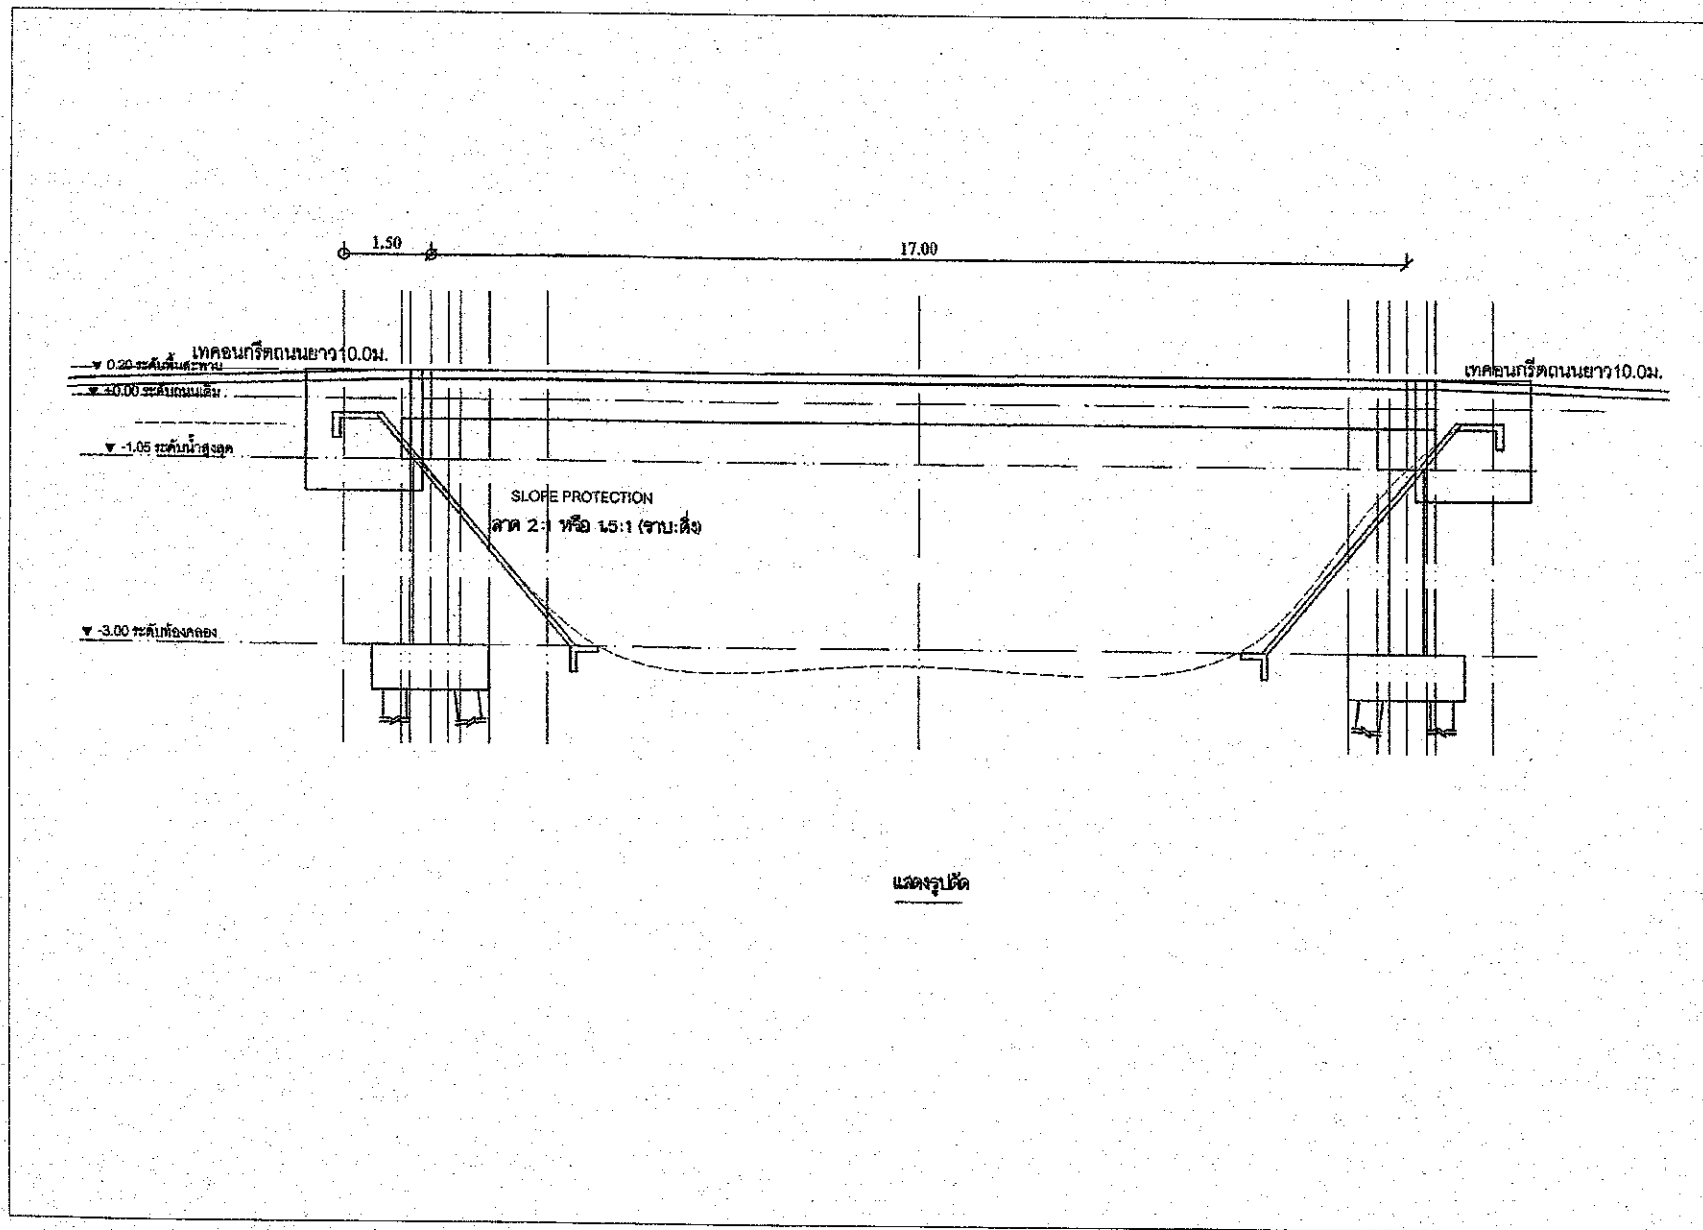 1.50
17.00
เทคอนกรีตถนนยาว10.0ม.
0.20 ระดับพื้นสะพาน
เทคอนกรีตถนนยาว10.0ม.
+0.00 ระดับถนนเดิม
-1.05 ระดับน้ำสูงสุด
SLOPE PROTECTION
ลาด 2:1 หรือ 1.5:1 (ราบ:ดิ่ง)
-3.00 ระดับท้องคลอง
แสดงรูปตัด